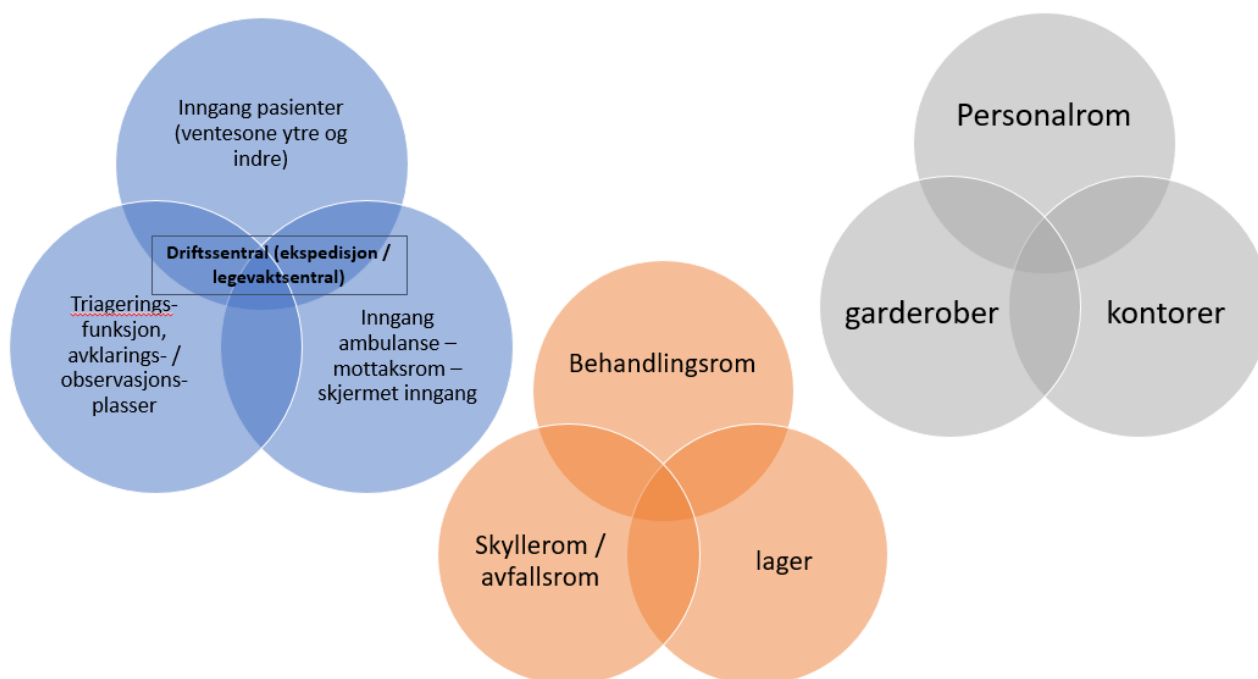 Inngang pasienter
(ventesone ytre og
indre)
Driftssentral (ekspedisjon /
legevaktsentral)
Triagerings-
funksjon,
avklarings- /
observasjons-
plasser
Inngang
ambulanse –
mottaksrom –
skjermet inngang
Behandlingsrom
Skyllerom /
avfallsrom
lager
Personalrom
garderober
kontorer